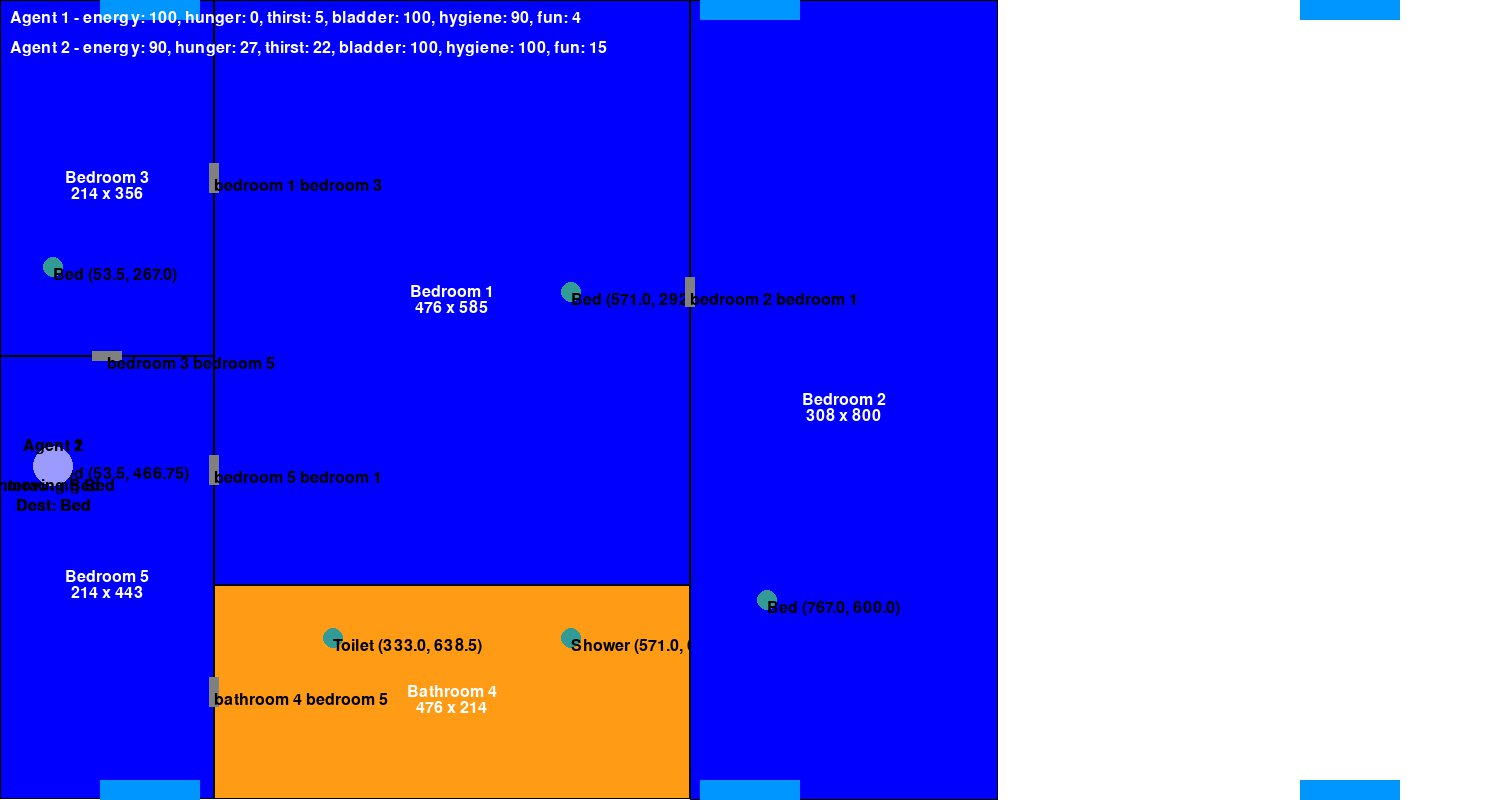 Agent 1 - energy: 100, hunger: 0, thirst: 5, bladder: 100, hygiene: 90, fun: 4
Agent 2 - energy: 90, hunger: 27, thirst: 22, bladder: 100, hygiene: 100, fun: 15
Bedroom 3
214 x 356
bedroom 1 bedroom 3
Bed (53.5, 267.0)
Bedroom 1
476 x 585
Bed (571.0, 292
bedroom 2 bedroom 1
bedroom 3 bedroom 5
Bedroom 2
308 x 800
Agent
d (53.5, 466.75)
bedroom 5 bedroom 1
Bed
Dest: Bed
Bedroom 5
214 x 443
Bed (767.0, 600.0)
Toilet (333.0, 638.5)
Shower (571.0,
bathroom 4 bedroom 5
Bathroom 4
476 x 214